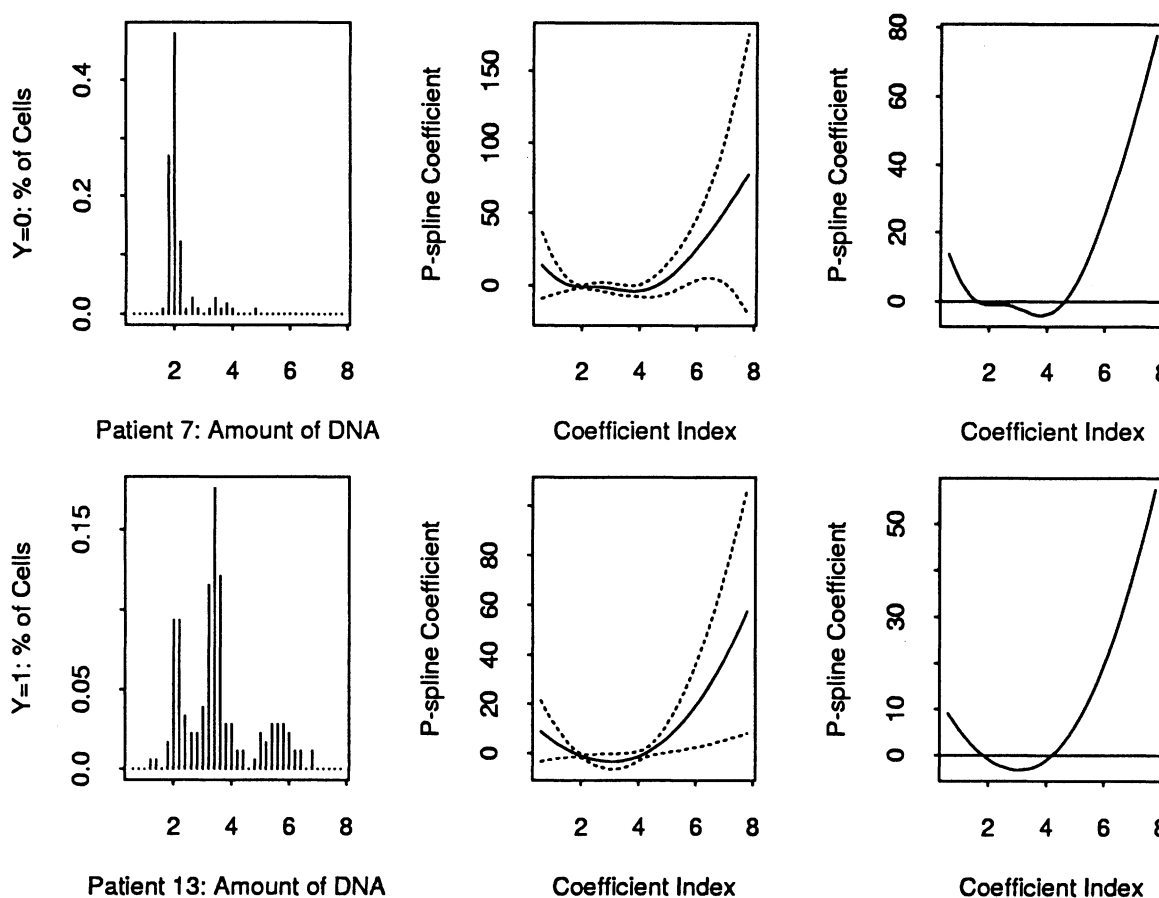 Y=0: % of Cells
0.0 0.2 0.4
2 4 6 8
Patient 7: Amount of DNA
P-spline Coefficient
0 50 100 150
2 4 6 8
Coefficient Index
P-spline Coefficient
0 20 40 60 80
2 4 6 8
Coefficient Index
Y=1: % of Cells
0.0 0.05 0.15
2 4 6 8
Patient 13: Amount of DNA
P-spline Coefficient
0 20 40 60 80
2 4 6 8
Coefficient Index
P-spline Coefficient
0 10 30 50
2 4 6 8
Coefficient Index